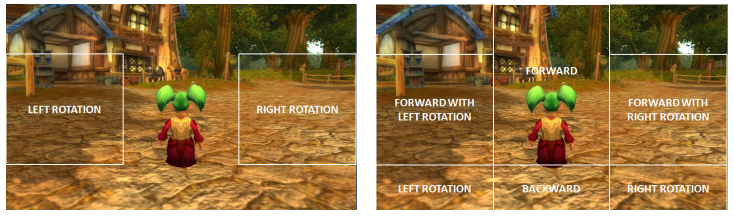 LEFT ROTATION
RIGHT ROTATION
FORWARD
FORWARD WITH
LEFT ROTATION
FORWARD WITH
RIGHT ROTATION
LEFT ROTATION
BACKWARD
RIGHT ROTATION